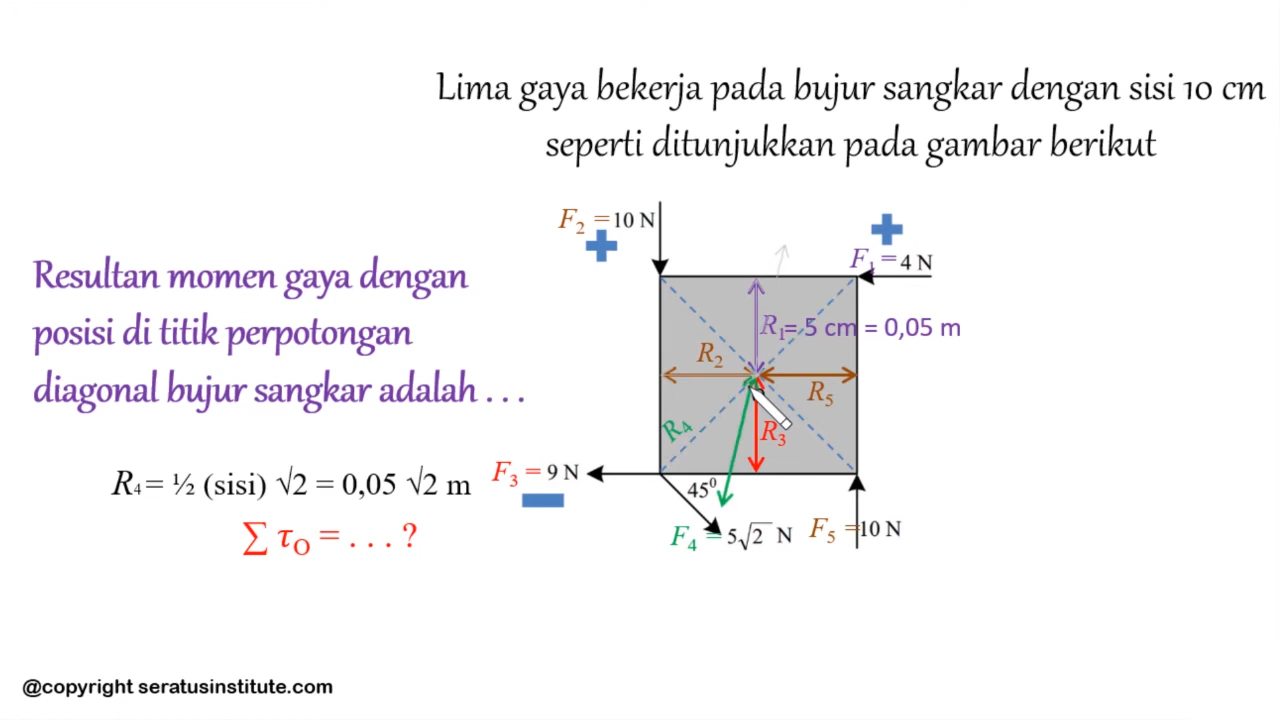 Lima gaya bekerja pada bujur sangkar dengan sisi 10 cm
seperti ditunjukkan pada gambar berikut
F₂ = 10 N
F₁ = 4 N
Resultan momen gaya dengan
posisi di titik perpotongan
diagonal bujur sangkar adalah . . .
R₁ = 5 cm = 0,05 m
R₂
R₅
R₄
R₃
R₄ = ½ (sisi) √2 = 0,05 √2 m
F₃ = 9 N
45⁰
∑ τ_O = . . . ?
F₄ = 5√2 N
F₅ = 10 N
@copyright seratusinstitute.com